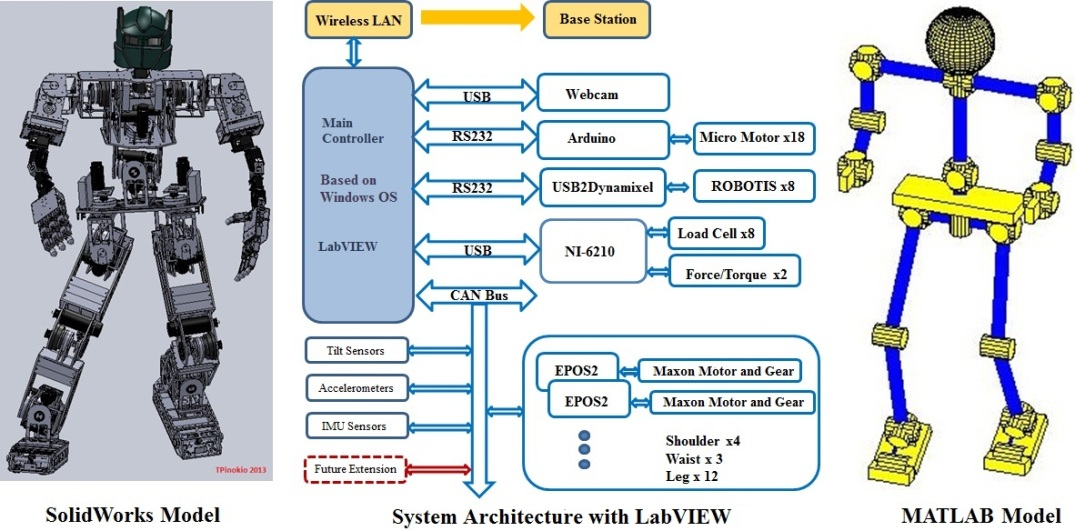 Wireless LAN
Base Station
Main
Controller
Based on
Windows OS
LabVIEW
USB
Webcam
RS232
Arduino
Micro Motor x18
RS232
USB2Dynamixel
ROBOTIS x8
USB
NI-6210
Load Cell x8
Force/Torque x2
CAN Bus
Tilt Sensors
Accelerometers
IMU Sensors
Future Extension
EPOS2
Maxon Motor and Gear
EPOS2
Maxon Motor and Gear
Shoulder x4
Waist x 3
Leg x 12
TPinokio 2013
SolidWorks Model
System Architecture with LabVIEW
MATLAB Model